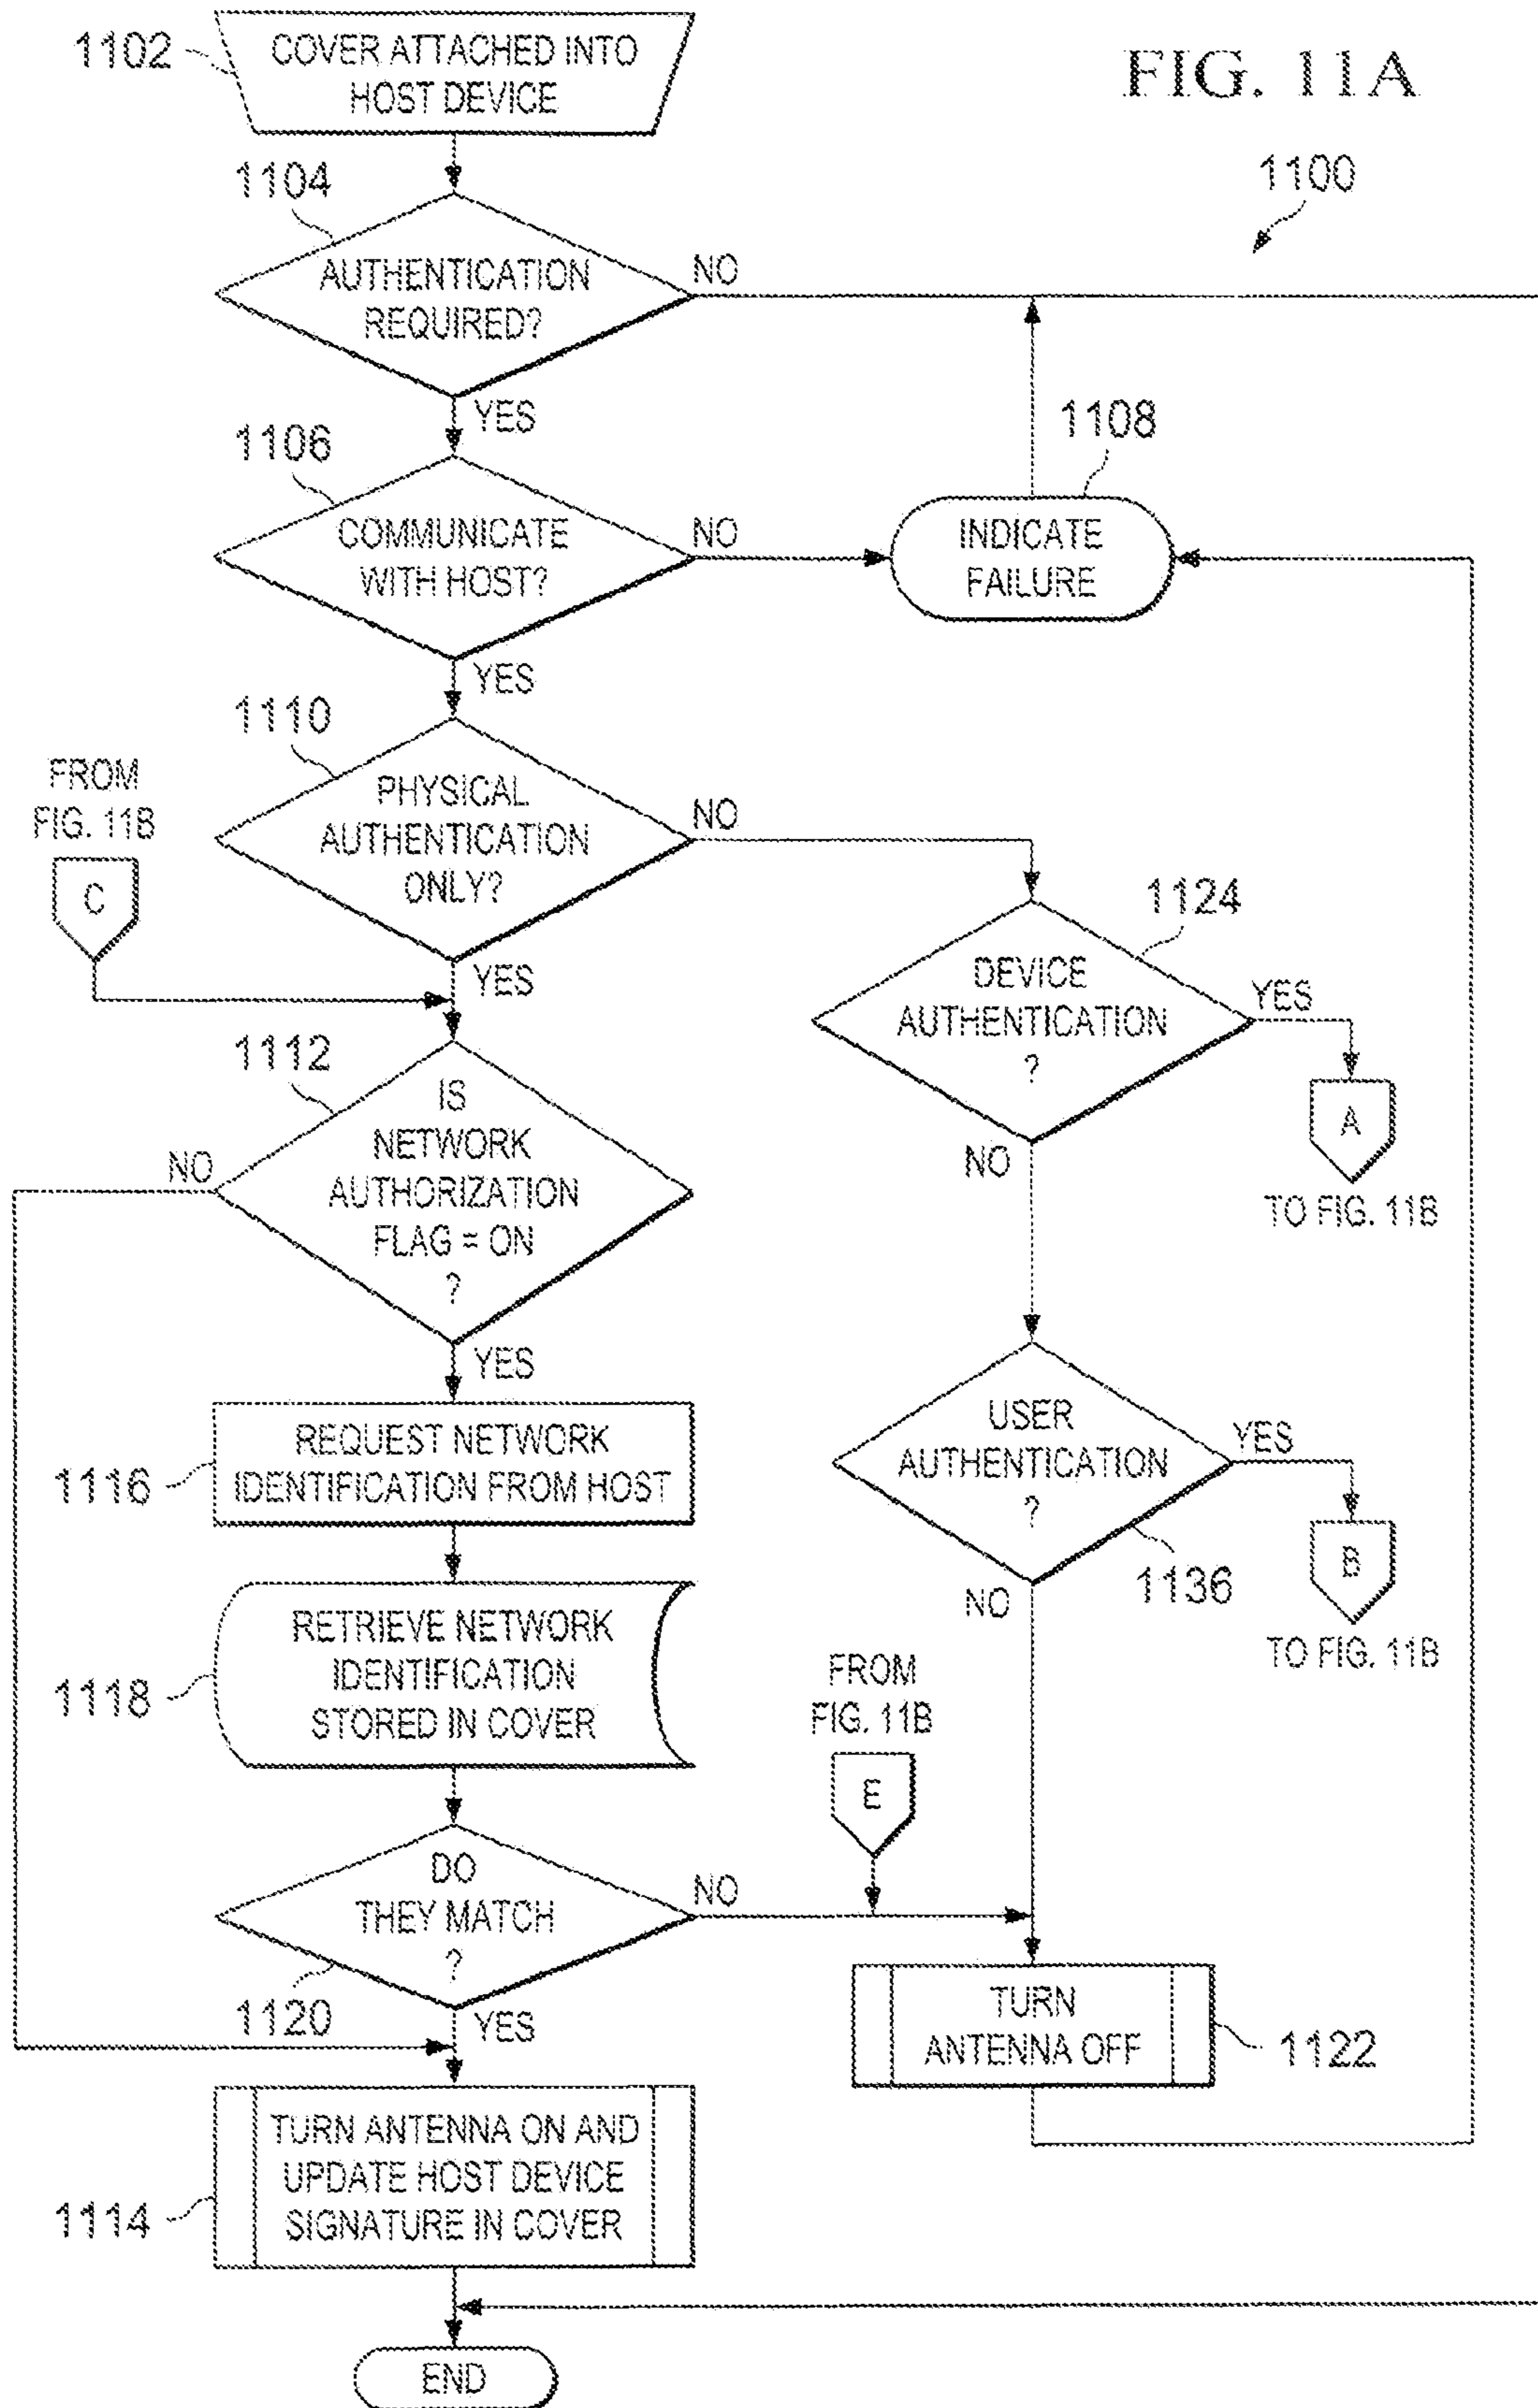 FIG. 11A
1100
1102
COVER ATTACHED INTO
HOST DEVICE
1104
AUTHENTICATION
REQUIRED?
NO
YES
1106
COMMUNICATE
WITH HOST?
NO
YES
1108
INDICATE
FAILURE
1110
PHYSICAL
AUTHENTICATION
ONLY?
NO
YES
FROM
FIG. 11B
C
1112
IS
NETWORK
AUTHORIZATION
FLAG = ON
?
NO
YES
1124
DEVICE
AUTHENTICATION
?
YES
NO
A
TO FIG. 11B
1116
REQUEST NETWORK
IDENTIFICATION FROM HOST
USER
AUTHENTICATION
?
YES
NO
1136
B
TO FIG. 11B
1118
RETRIEVE NETWORK
IDENTIFICATION
STORED IN COVER
FROM
FIG. 11B
E
DO
THEY MATCH
?
NO
1120
YES
TURN
ANTENNA OFF
1122
1114
TURN ANTENNA ON AND
UPDATE HOST DEVICE
SIGNATURE IN COVER
END